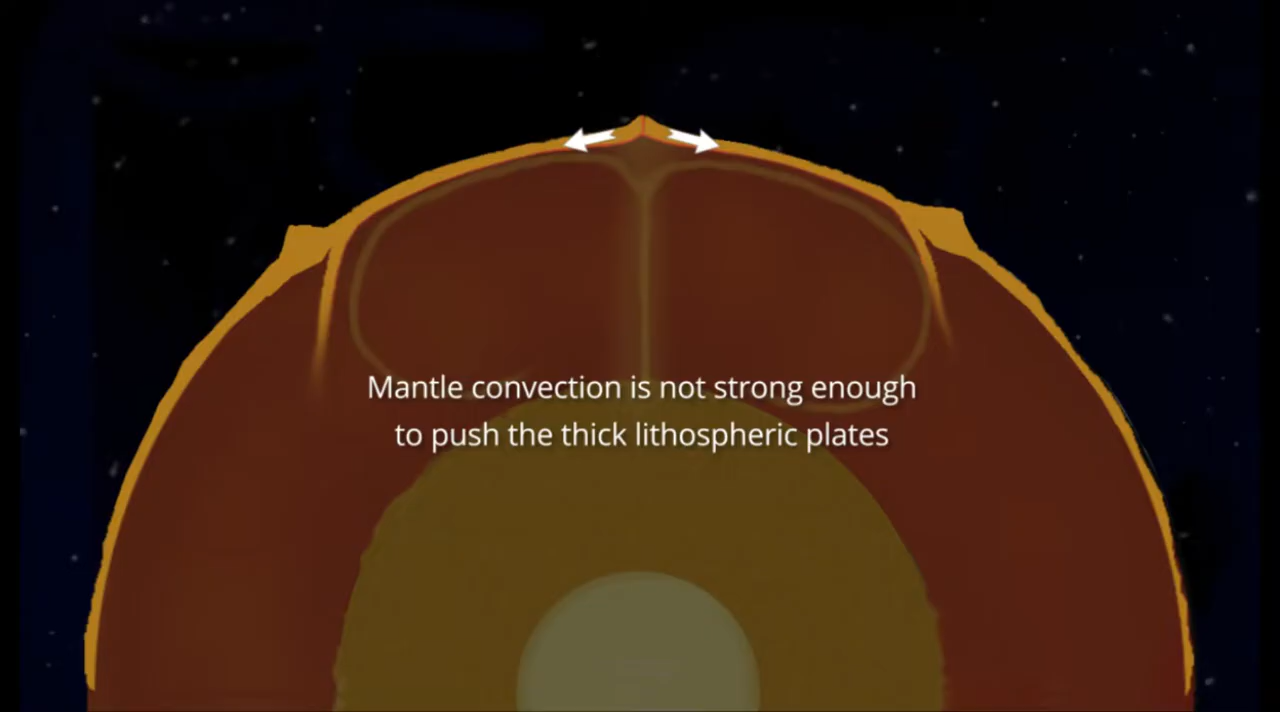 Mantle convection is not strong enough
to push the thick lithospheric plates